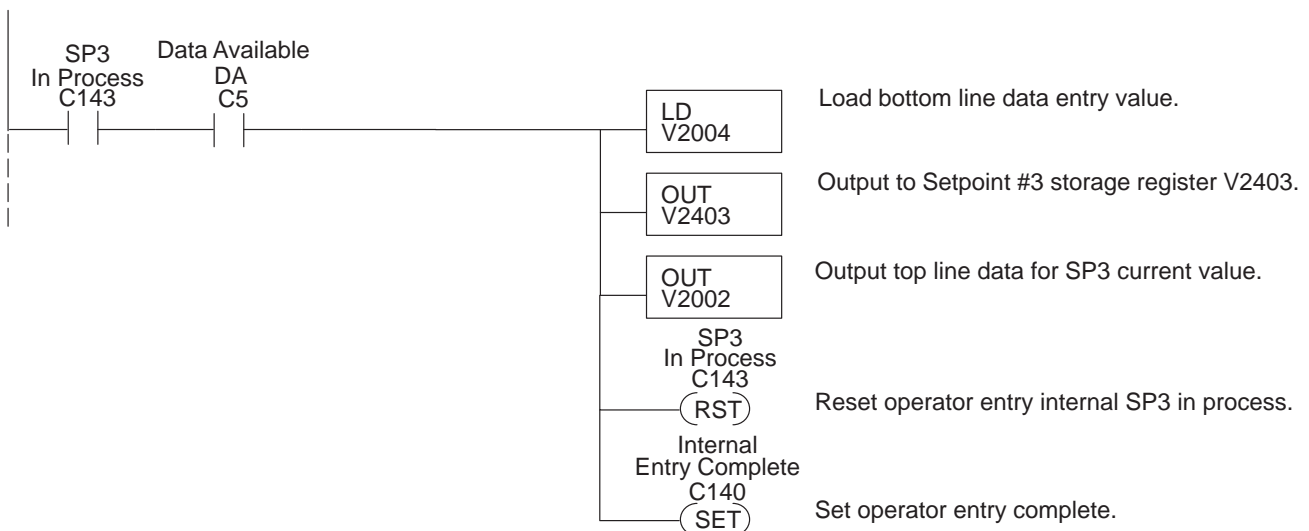 SP3
In Process
C143
Data Available
DA
C5
LD
V2004
Load bottom line data entry value.
OUT
V2403
Output to Setpoint #3 storage register V2403.
OUT
V2002
Output top line data for SP3 current value.
SP3
In Process
C143
RST
Reset operator entry internal SP3 in process.
Internal
Entry Complete
C140
SET
Set operator entry complete.